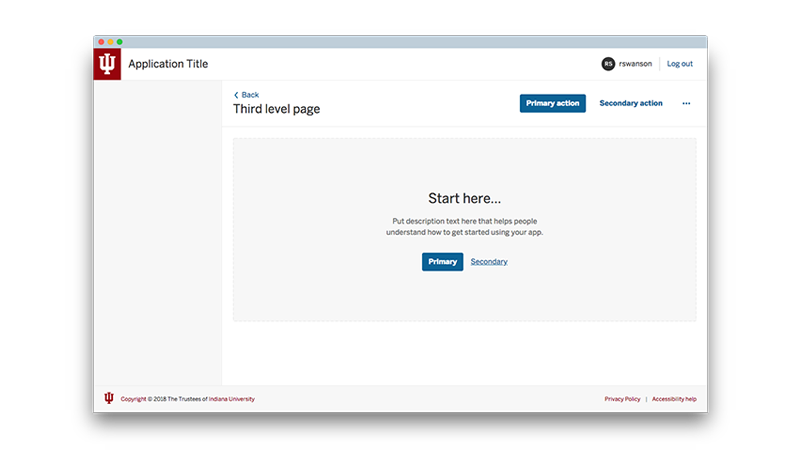 Application Title
RS rswanson Log out
Back
Third level page
Primary action Secondary action ...
Start here...
Put description text here that helps people
understand how to get started using your app.
Primary Secondary
Copyright © 2018 The Trustees of Indiana University
Privacy Policy | Accessibility help